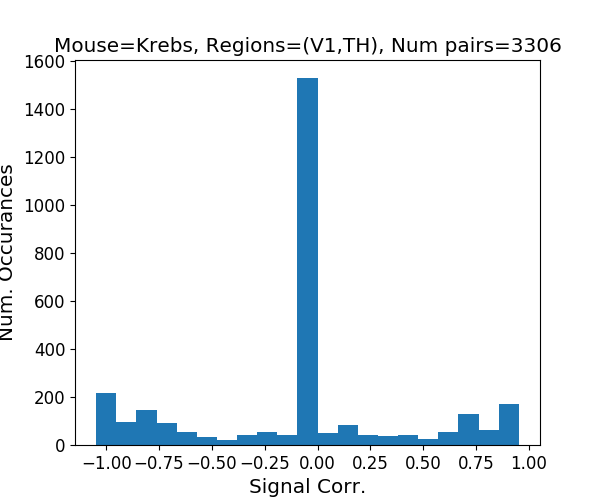 Mouse=Krebs, Regions=(V1,TH), Num pairs=3306
1600
1400
1200
1000
800
600
400
200
0
Num. Occurances
−1.00 −0.75 −0.50 −0.25 0.00 0.25 0.50 0.75 1.00
Signal Corr.